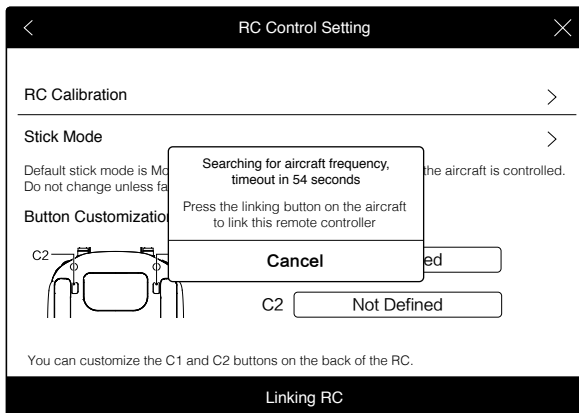 RC Control Setting
RC Calibration
Stick Mode
Default stick mode is Mo
the aircraft is controlled.
Do not change unless fa
Searching for aircraft frequency,
timeout in 54 seconds
Press the linking button on the aircraft
to link this remote controller
Cancel
Button Customization
C2
ed
C2 Not Defined
You can customize the C1 and C2 buttons on the back of the RC.
Linking RC